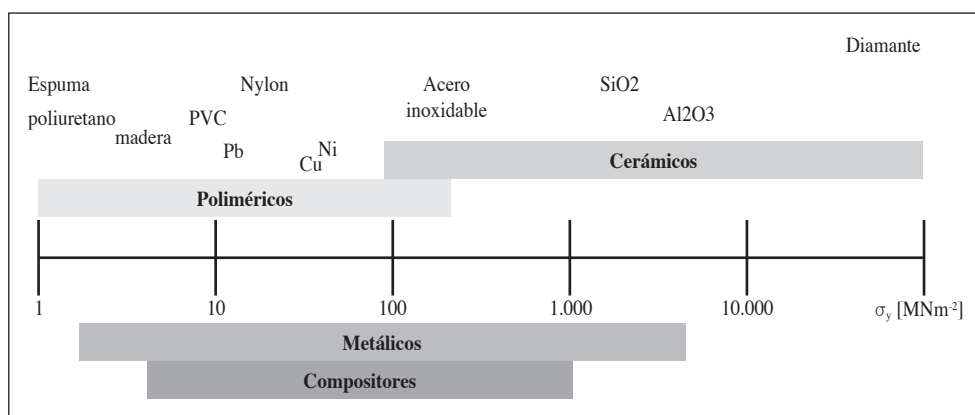 Diamante
Espuma
poliuretano
madera
PVC
Nylon
Pb
Cu
Ni
Acero
inoxidable
SiO2
Al2O3
Cerámicos
Poliméricos
1
10
100
1.000
10.000
σy [MNm-2]
Metálicos
Compositores